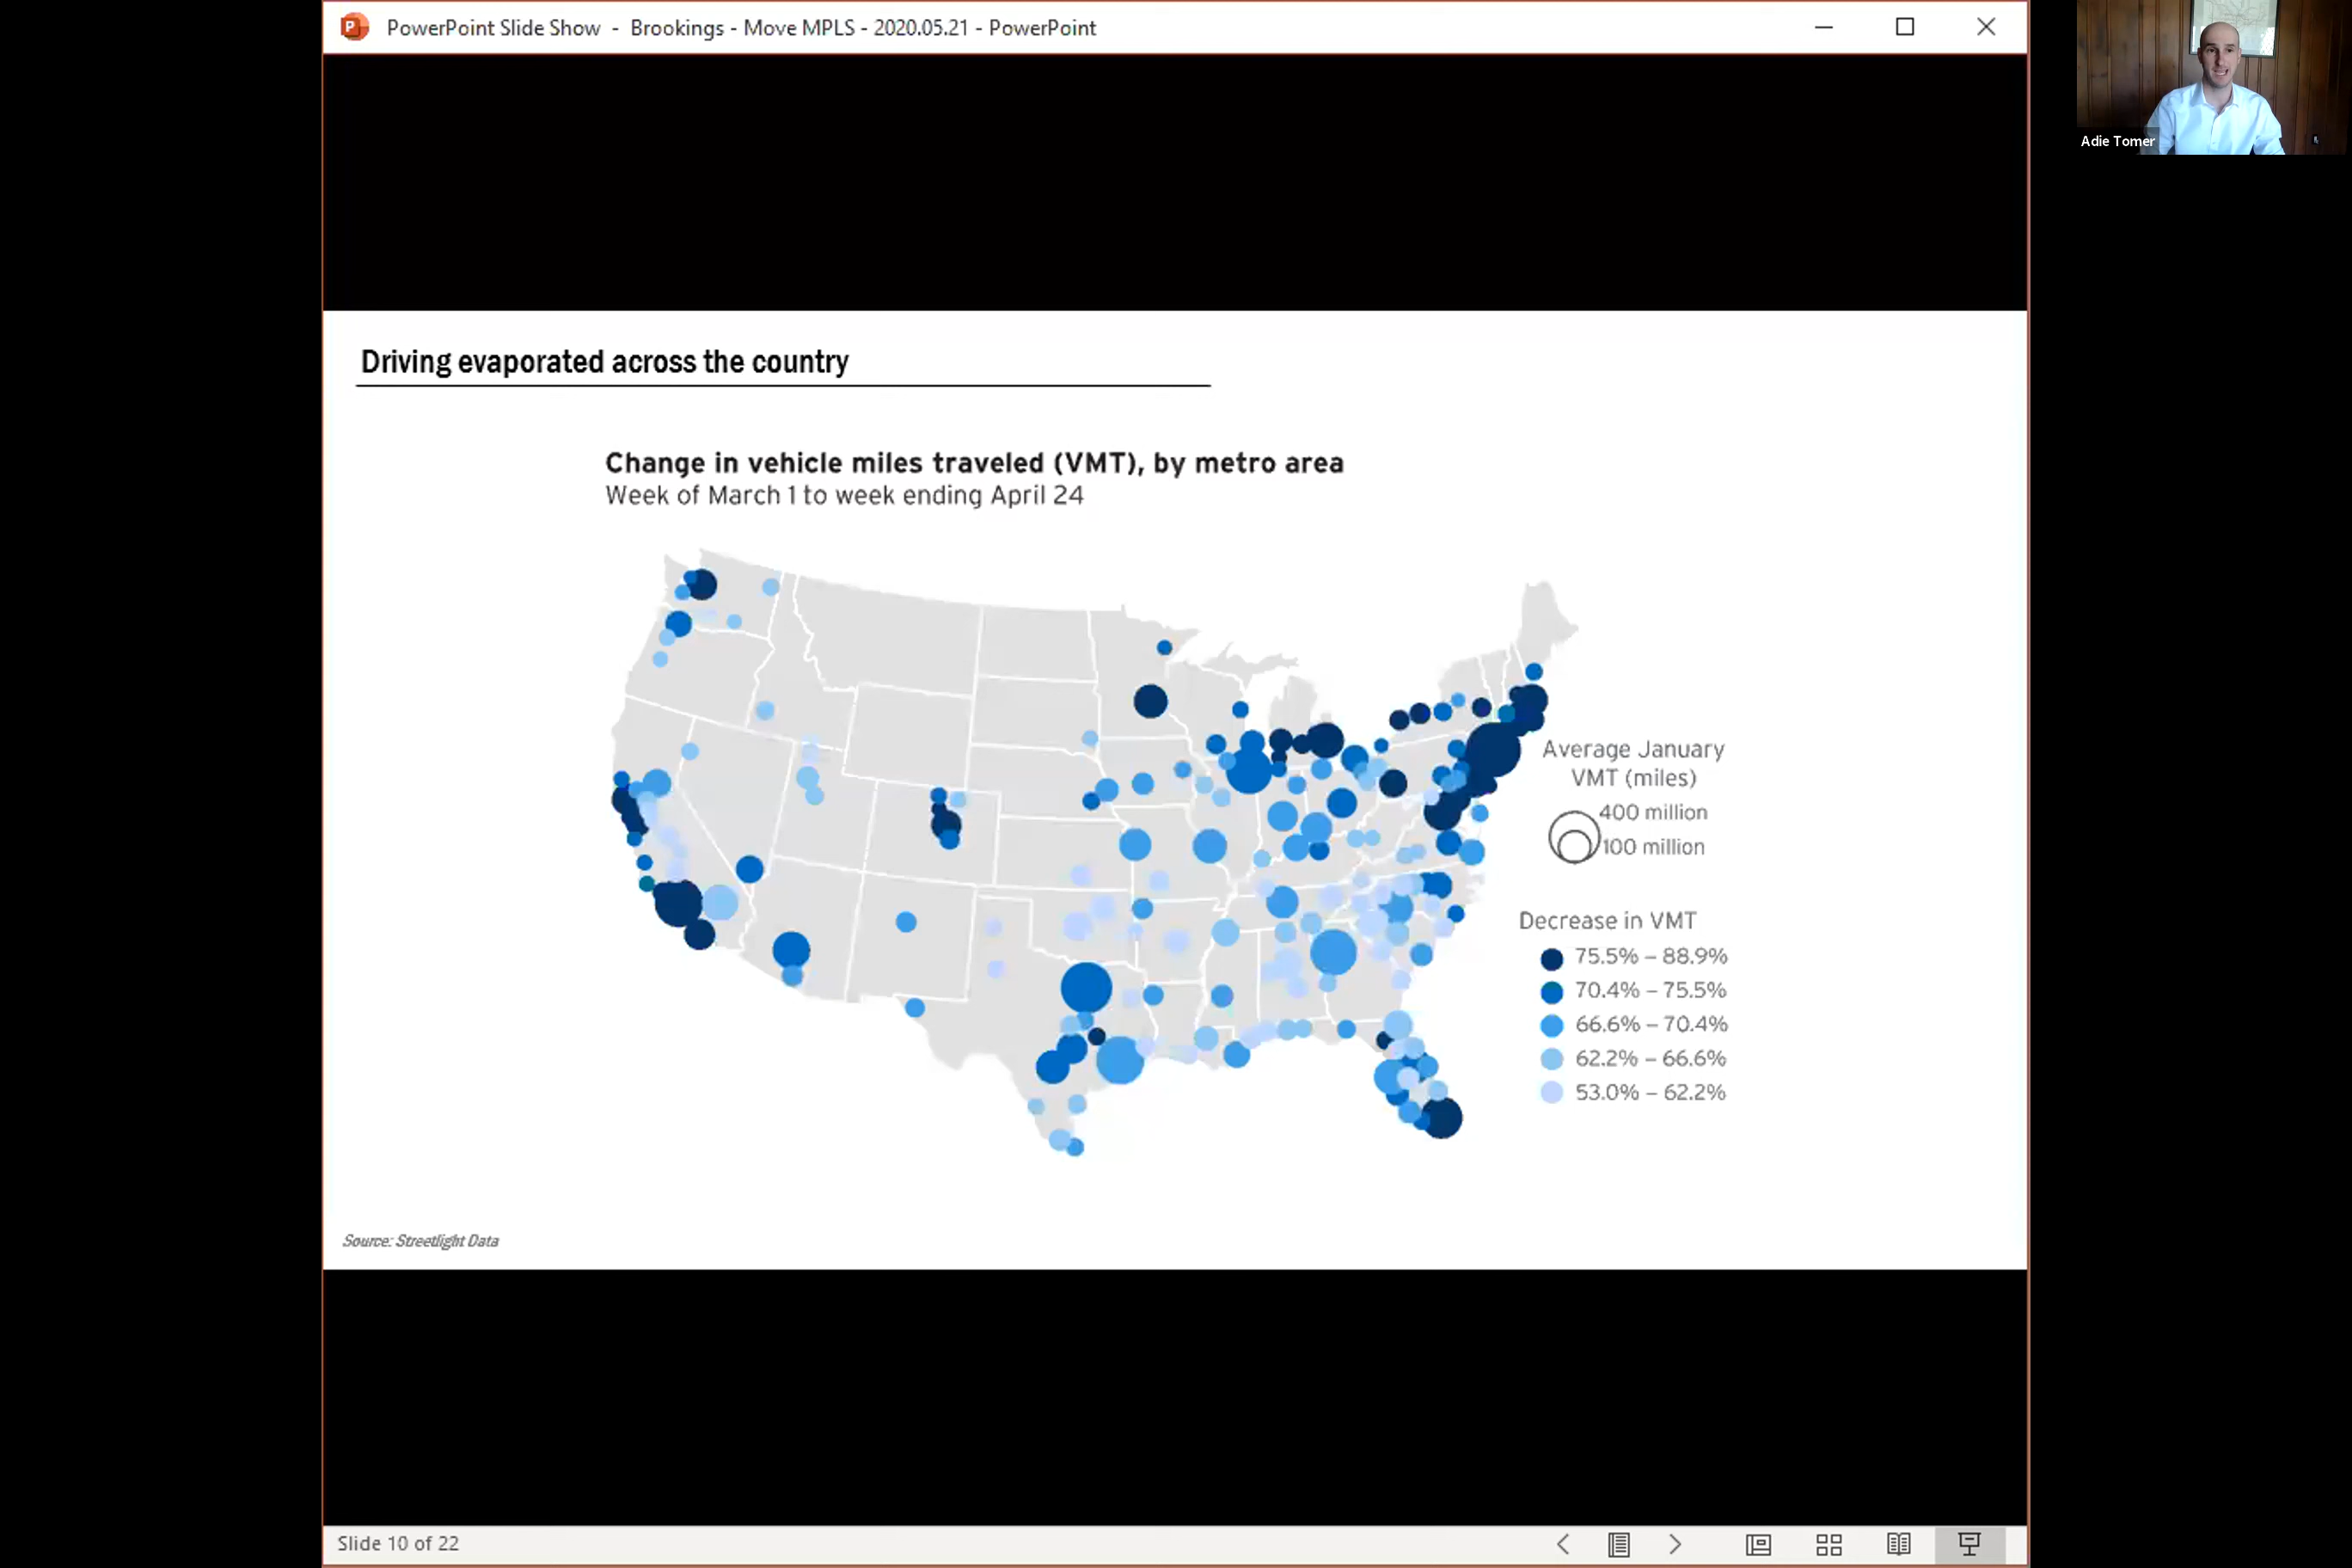 PowerPoint Slide Show - Brookings - Move MPLS - 2020.05.21 - PowerPoint
Adie Tomer
Driving evaporated across the country
Change in vehicle miles traveled (VMT), by metro area
Week of March 1 to week ending April 24
Average January
VMT (miles)
400 million
100 million
Decrease in VMT
75.5% – 88.9%
70.4% – 75.5%
66.6% – 70.4%
62.2% – 66.6%
53.0% – 62.2%
Source: Streetlight Data
Slide 10 of 22